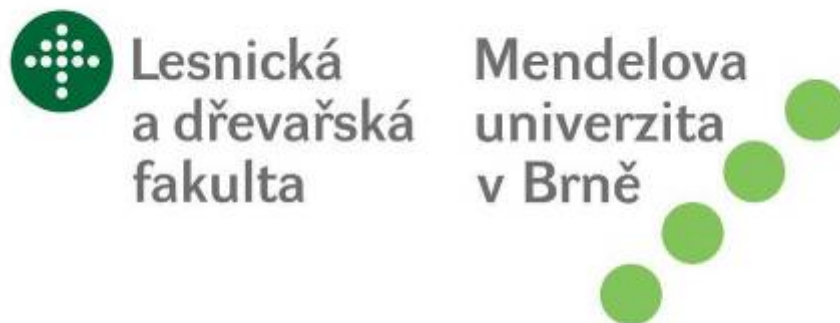 Lesnická
a dřevařská
fakulta
Mendelova
univerzita
v Brně